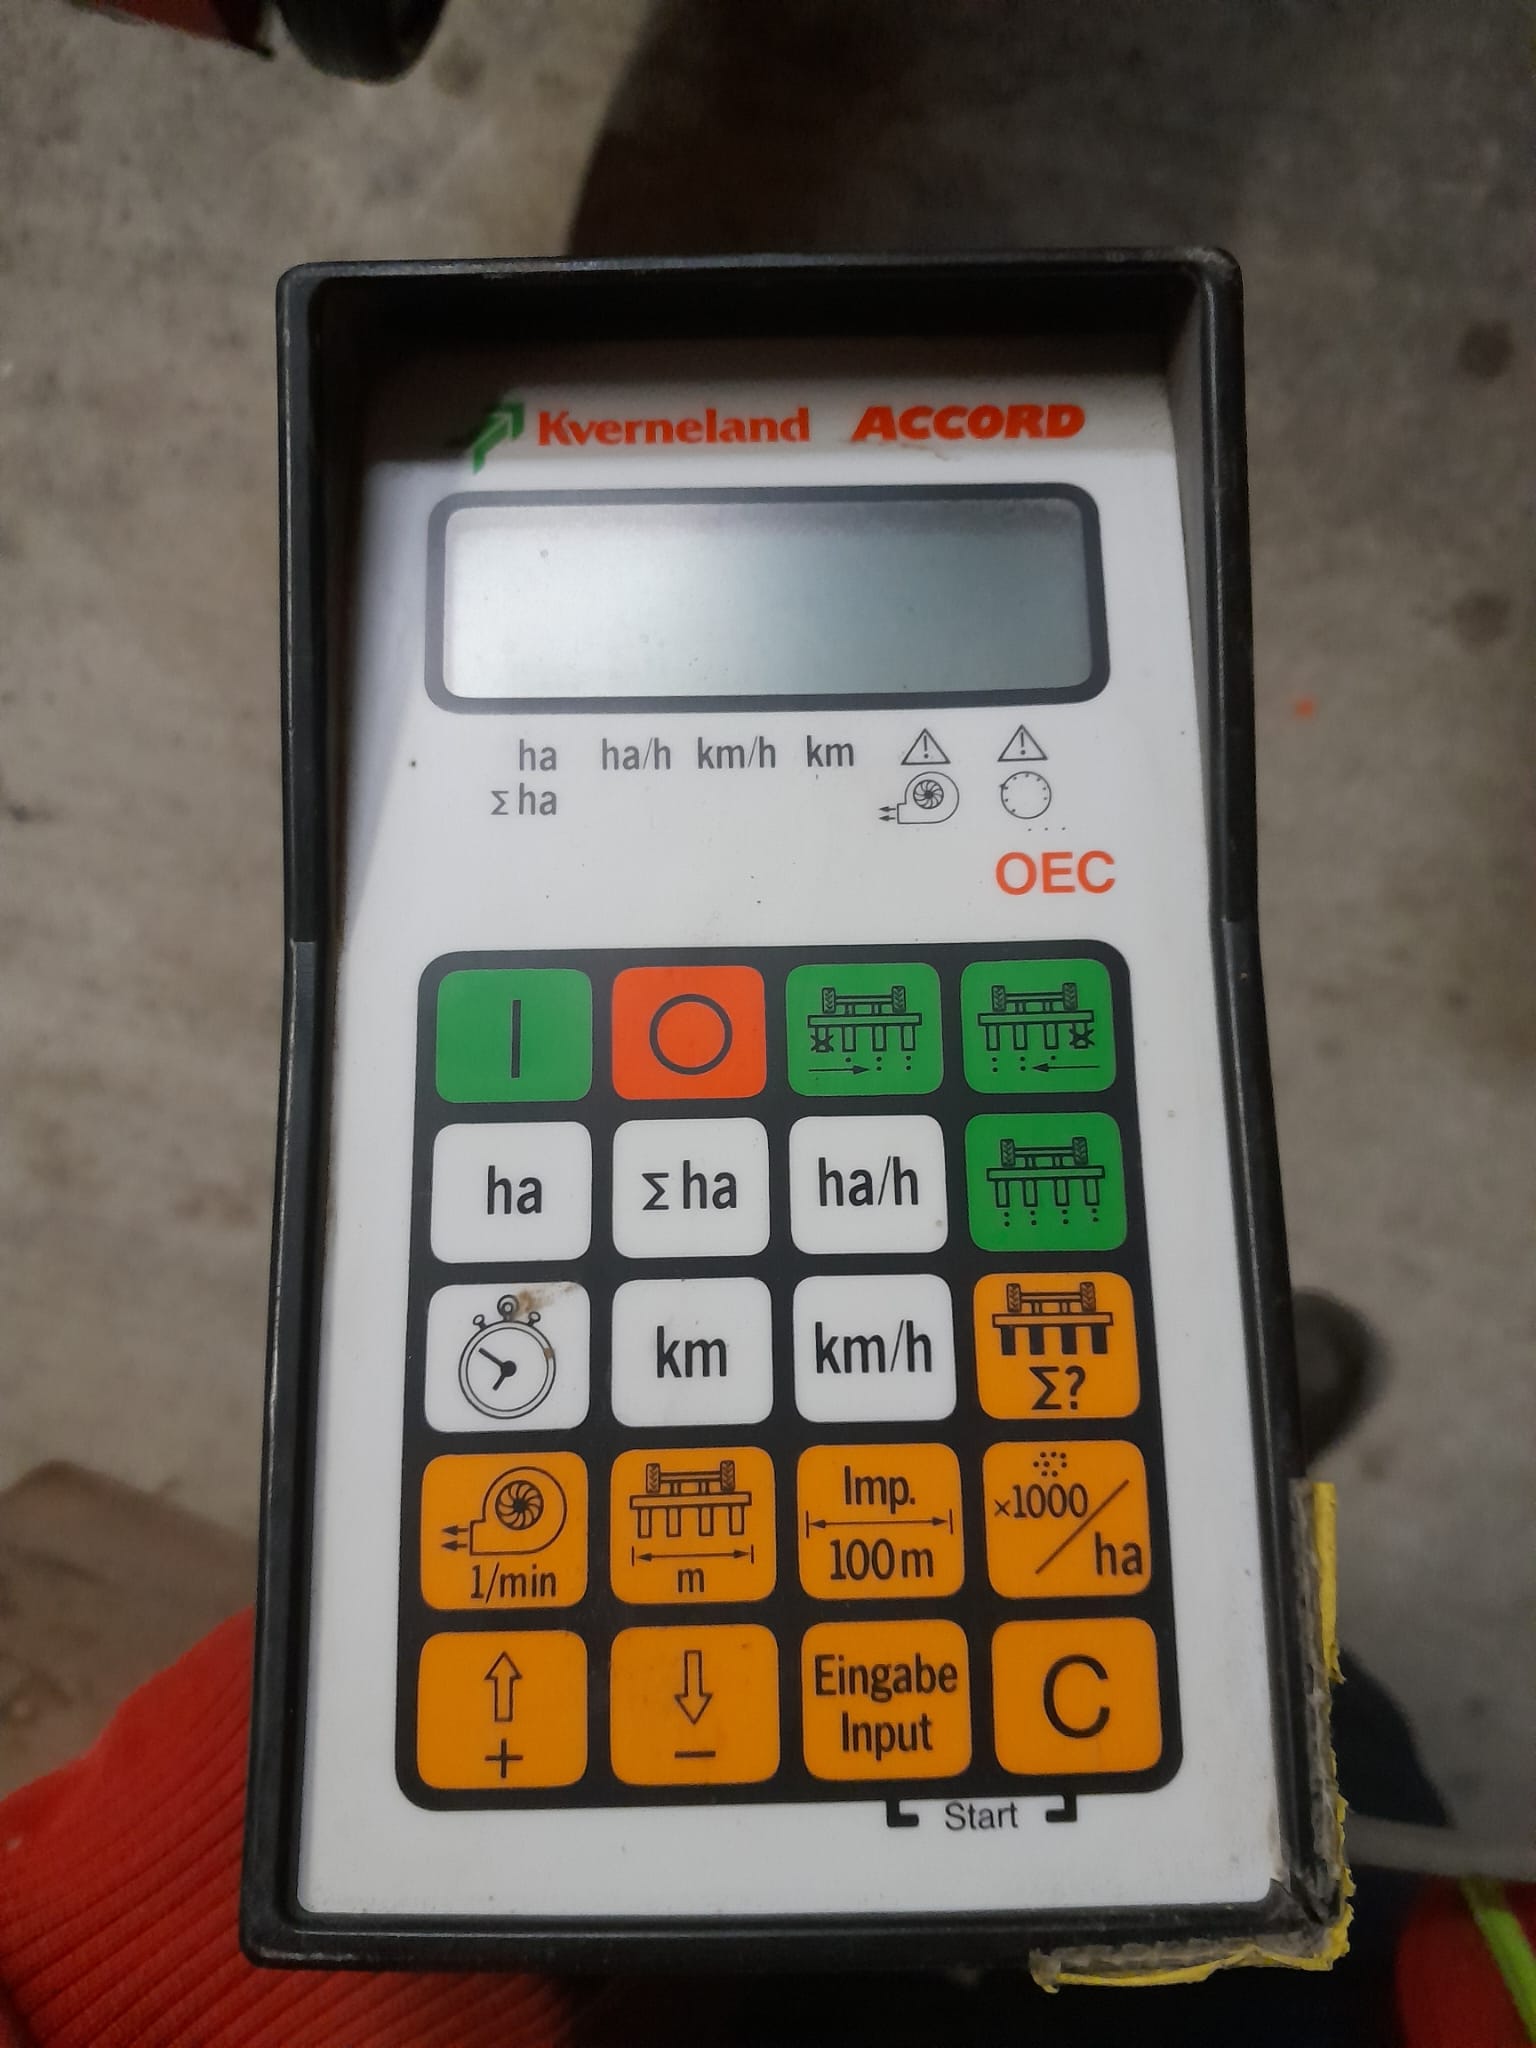 Kverneland ACCORD
ha ha/h km/h km
Σ ha
OEC
I O
ha Σ ha ha/h
km km/h Σ?
1/min m Imp. 100m ×1000/ha
+ − Eingabe Input C
Start